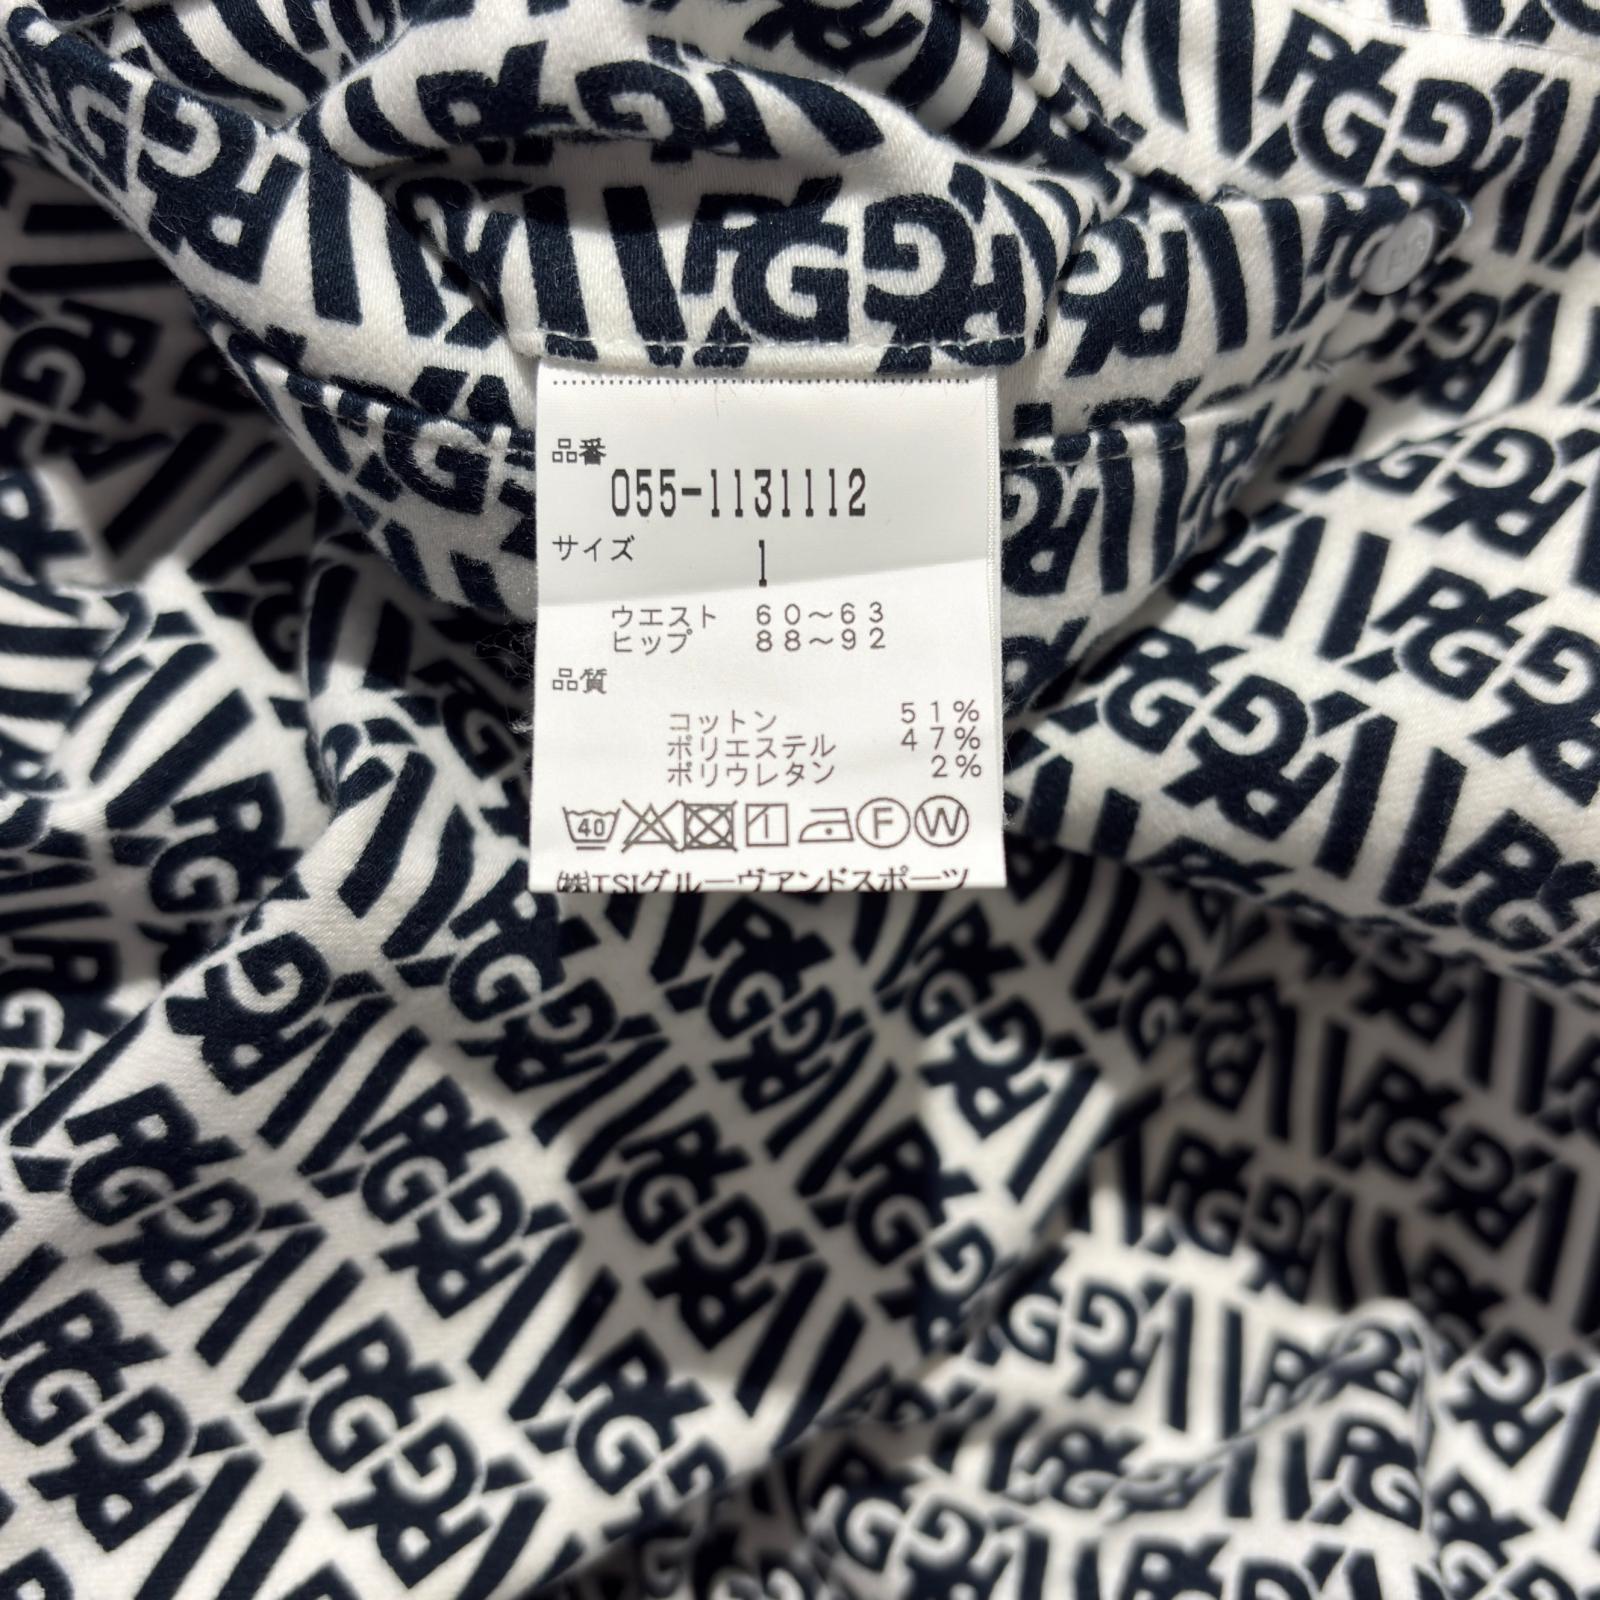 品番
055-1131112
サイズ 1
ウエスト 60～63
ヒップ 88～92
品質
コットン 51%
ポリエステル 47%
ポリウレタン 2%
40 F W
㈱TSIグルーヴアンドスポーツ
PG